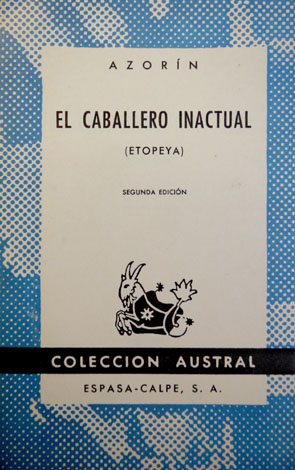 AZORÍN
EL CABALLERO INACTUAL
(ETOPEYA)
SEGUNDA EDICIÓN
COLECCION AUSTRAL
ESPASA-CALPE, S. A.